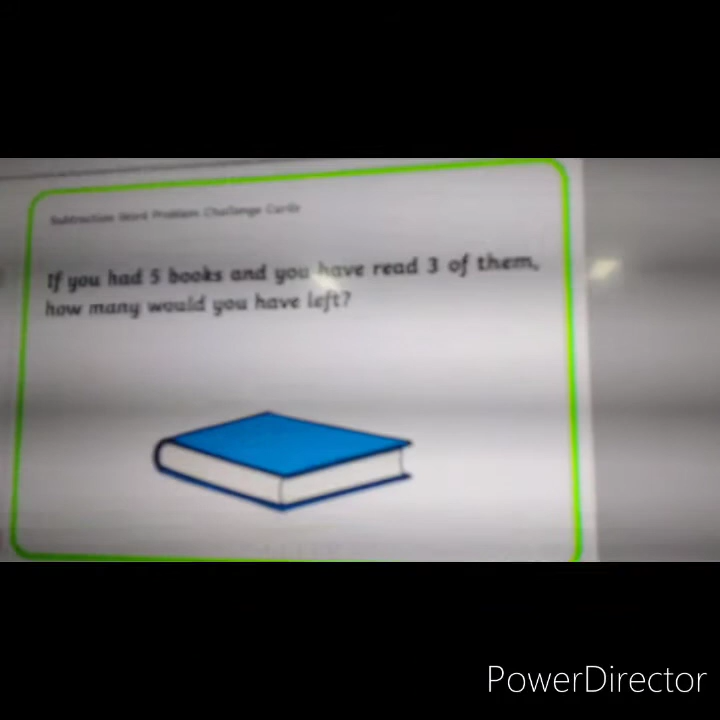 Subtraction Word Problem Challenge Cards
If you had 5 books and you have read 3 of them,
how many would you have left?
PowerDirector